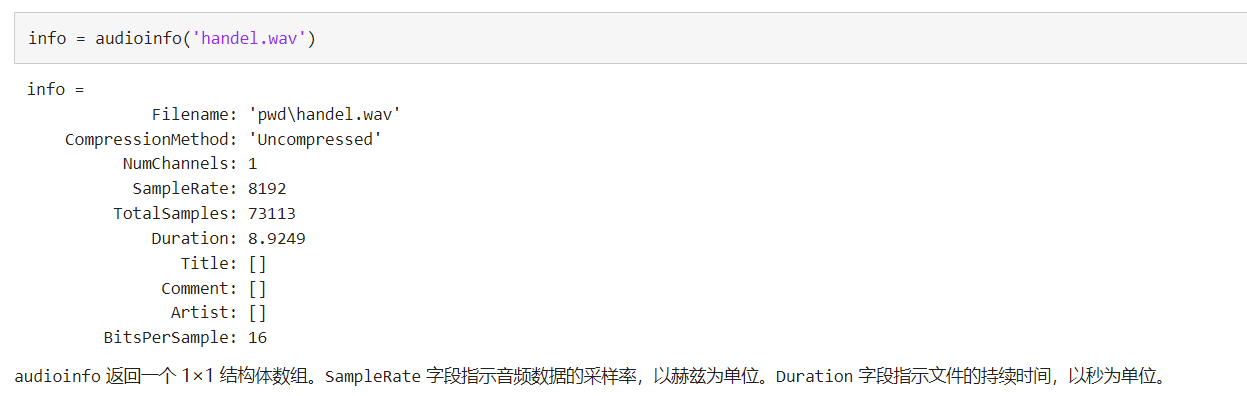 info = audioinfo('handel.wav')
info =
Filename: 'pwd\handel.wav'
CompressionMethod: 'Uncompressed'
NumChannels: 1
SampleRate: 8192
TotalSamples: 73113
Duration: 8.9249
Title: []
Comment: []
Artist: []
BitsPerSample: 16
audioinfo 返回一个 1×1 结构体数组。SampleRate 字段指示音频数据的采样率，以赫兹为单位。Duration 字段指示文件的持续时间，以秒为单位。